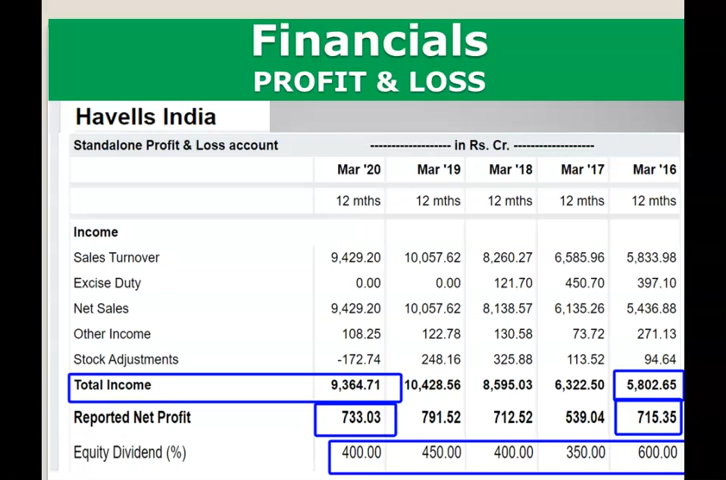 Financials
PROFIT & LOSS
Havells India
Standalone Profit & Loss account ------------------- in Rs. Cr. -------------------
Mar '20 Mar '19 Mar '18 Mar '17 Mar '16
12 mths 12 mths 12 mths 12 mths 12 mths
Income
Sales Turnover 9,429.20 10,057.62 8,260.27 6,585.96 5,833.98
Excise Duty 0.00 0.00 121.70 450.70 397.10
Net Sales 9,429.20 10,057.62 8,138.57 6,135.26 5,436.88
Other Income 108.25 122.78 130.58 73.72 271.13
Stock Adjustments -172.74 248.16 325.88 113.52 94.64
Total Income 9,364.71 10,428.56 8,595.03 6,322.50 5,802.65
Reported Net Profit 733.03 791.52 712.52 539.04 715.35
Equity Dividend (%) 400.00 450.00 400.00 350.00 600.00